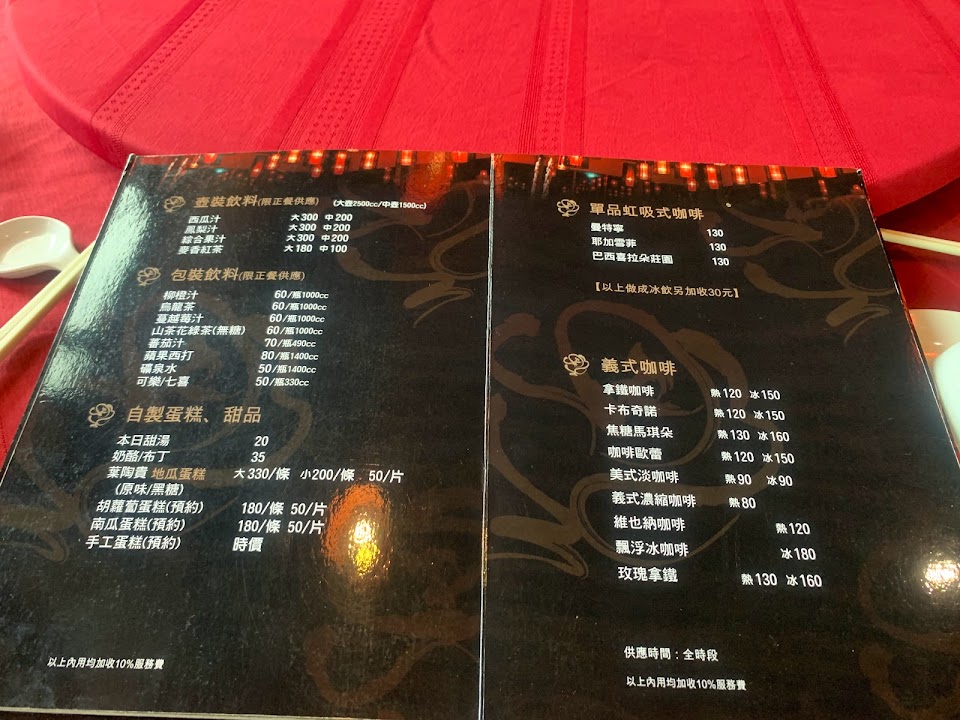 壺裝飲料(限正餐供應) (大壺2500cc/中壺1500cc)
西瓜汁 大300 中200
鳳梨汁 大300 中200
綜合果汁 大300 中200
麥香紅茶 大180 中100
包裝飲料(限正餐供應)
柳橙汁 60/瓶1000cc
烏龍茶 60/瓶1000cc
蔓越莓汁 60/瓶1000cc
山茶花綠茶(無糖) 60/瓶1000cc
蕃茄汁 70/瓶490cc
蘋果西打 80/瓶1400cc
礦泉水 50/瓶1400cc
可樂/七喜 50/瓶330cc
自製蛋糕、甜品
本日甜湯 20
奶酪/布丁 35
葉陶貴 地瓜蛋糕 大330/條 小200/條 50/片
(原味/黑糖)
胡蘿蔔蛋糕(預約) 180/條 50/片
南瓜蛋糕(預約) 180/條 50/片
手工蛋糕(預約) 時價
以上內用均加收10%服務費
單品虹吸式咖啡
曼特寧 130
耶加雪菲 130
巴西喜拉朵莊園 130
【以上做成冰飲另加收30元】
義式咖啡
拿鐵咖啡 熱120 冰150
卡布奇諾 熱120 冰150
焦糖馬琪朵 熱130 冰160
咖啡歐蕾 熱120 冰150
美式淡咖啡 熱90 冰90
義式濃縮咖啡 熱80
維也納咖啡 熱120
飄浮冰咖啡 冰180
玫瑰拿鐵 熱130 冰160
供應時間：全時段
以上內用均加收10%服務費